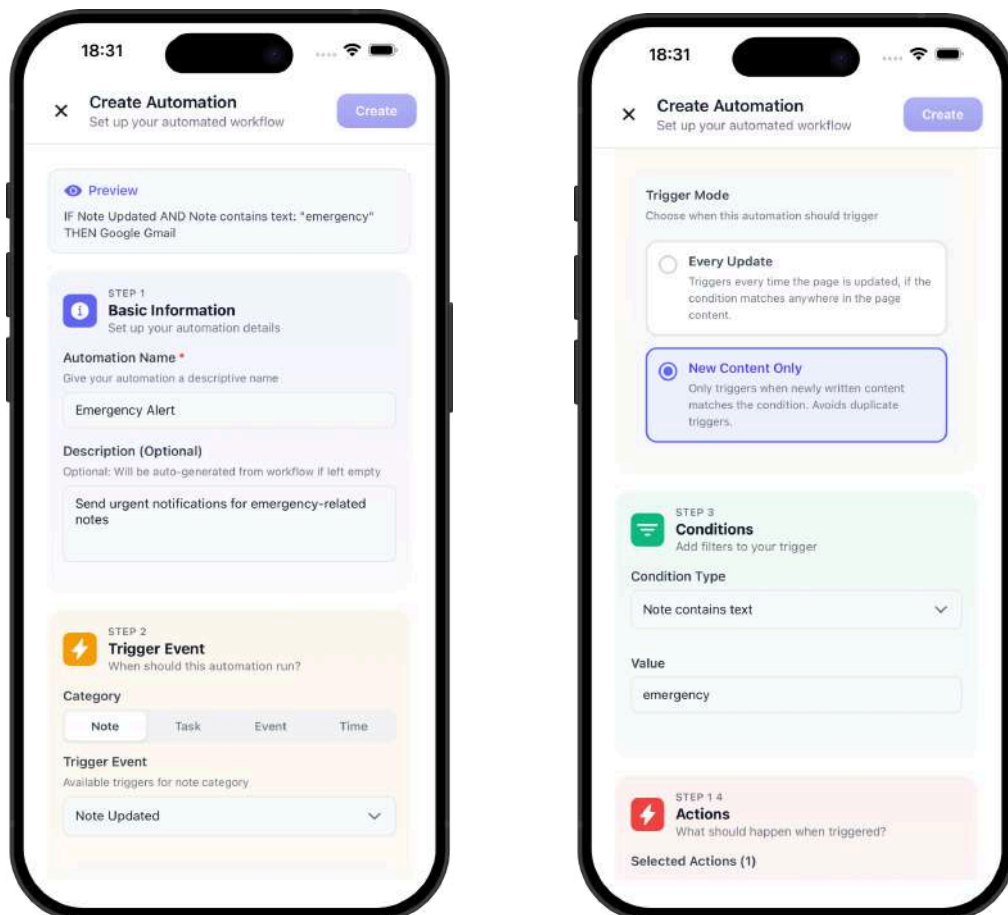 18:31
Create Automation
Set up your automated workflow
Create
Preview
IF Note Updated AND Note contains text: "emergency"
THEN Google Gmail
STEP 1
Basic Information
Set up your automation details
Automation Name *
Give your automation a descriptive name
Emergency Alert
Description (Optional)
Optional: Will be auto-generated from workflow if left empty
Send urgent notifications for emergency-related
notes
STEP 2
Trigger Event
When should this automation run?
Category
Note Task Event Time
Trigger Event
Available triggers for note category
Note Updated
18:31
Create Automation
Set up your automated workflow
Create
Trigger Mode
Choose when this automation should trigger
Every Update
Triggers every time the page is updated, if the
condition matches anywhere in the page
content.
New Content Only
Only triggers when newly written content
matches the condition. Avoids duplicate
triggers.
STEP 3
Conditions
Add filters to your trigger
Condition Type
Note contains text
Value
emergency
STEP 1 4
Actions
What should happen when triggered?
Selected Actions (1)